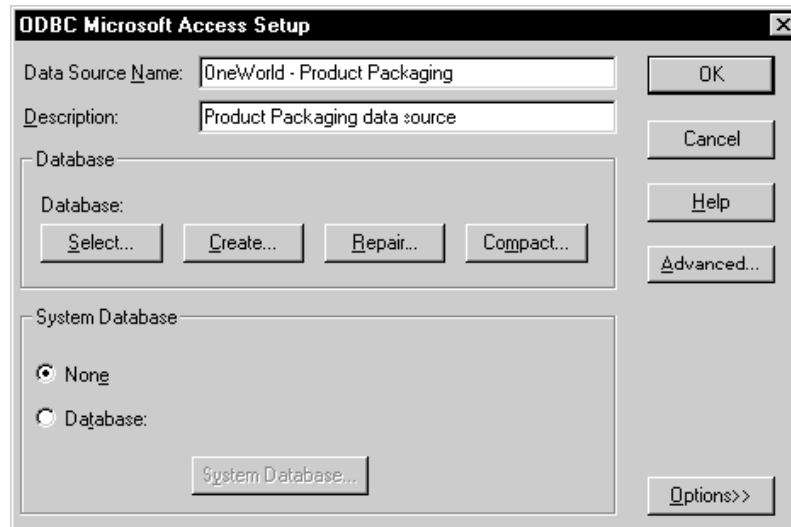 ODBC Microsoft Access Setup
Data Source Name: OneWorld - Product Packaging
OK
Description: Product Packaging data source
Cancel
Database
Database:
Help
Select... Create... Repair... Compact...
Advanced...
System Database
None
Database:
System Database...
Options>>